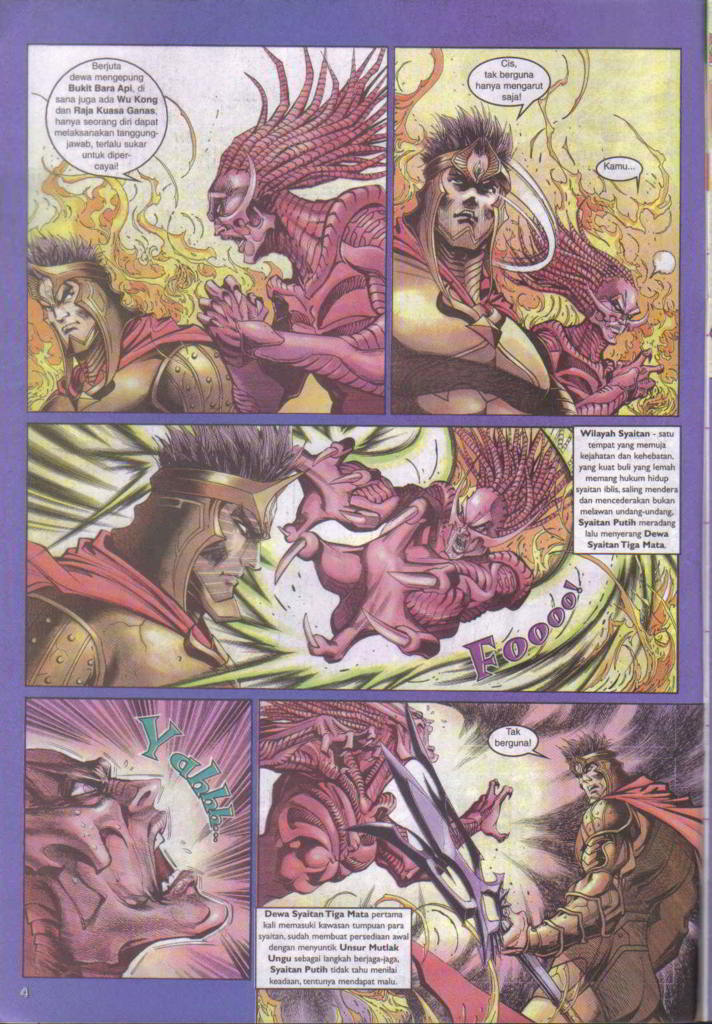 Berjuta
dewa mengepung
Bukit Bara Api, di
sana juga ada Wu Kong
dan Raja Kuasa Ganas,
hanya seorang diri dapat
melaksanakan tanggung-
jawab, terlalu sukar
untuk diper-
cayai!
Cis,
tak berguna
hanya mengarut
saja!
Kamu...
Wilayah Syaitan - satu
tempat yang memuja
kejahatan dan kehebatan,
yang kuat buli yang lemah
memang hukum hidup
syaitan iblis, saling mendera
dan mencederakan bukan
melawan undang-undang.
Syaitan Putih meradang
lalu menyerang Dewa
Syaitan Tiga Mata.
Foooo!
Yabbb...
Tak
berguna!
Dewa Syaitan Tiga Mata pertama
kali memasuki kawasan tumpuan para
syaitan, sudah membuat persediaan awal
dengan menyuntik Unsur Mutlak
Ungu sebagai langkah berjaga-jaga,
Syaitan Putih tidak tahu menilai
keadaan, tentunya mendapat malu.
4